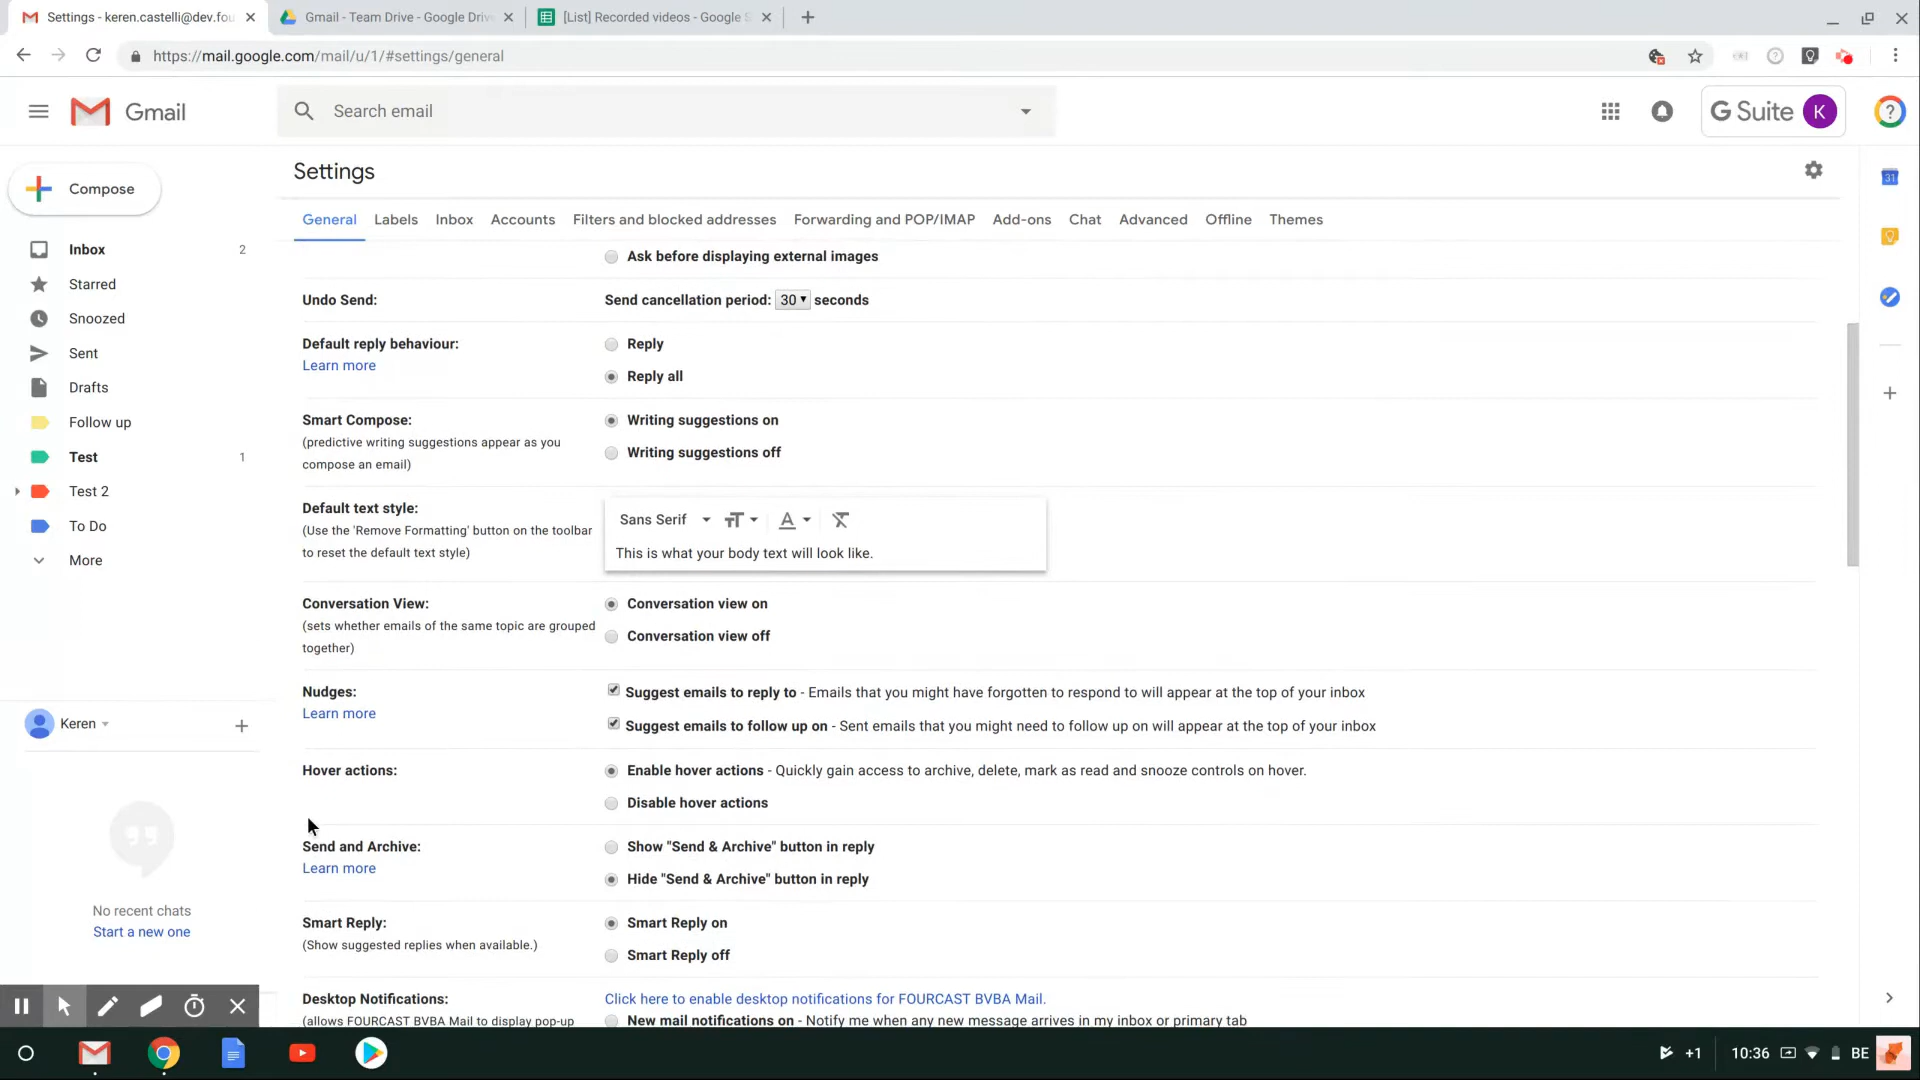 Settings - keren.castelli@dev.fou
Gmail - Team Drive - Google Drive
[List] Recorded videos - Google S
https://mail.google.com/mail/u/1/#settings/general
Gmail
Search email
G Suite
K
?
Compose
Inbox 2
Starred
Snoozed
Sent
Drafts
Follow up
Test 1
Test 2
To Do
More
Keren
No recent chats
Start a new one
Settings
General Labels Inbox Accounts Filters and blocked addresses Forwarding and POP/IMAP Add-ons Chat Advanced Offline Themes
Ask before displaying external images
Undo Send: Send cancellation period: 30 seconds
Default reply behaviour:
Learn more
Reply
Reply all
Smart Compose:
(predictive writing suggestions appear as you
compose an email)
Writing suggestions on
Writing suggestions off
Default text style:
(Use the 'Remove Formatting' button on the toolbar
to reset the default text style)
Sans Serif
This is what your body text will look like.
Conversation View:
(sets whether emails of the same topic are grouped
together)
Conversation view on
Conversation view off
Nudges:
Learn more
Suggest emails to reply to - Emails that you might have forgotten to respond to will appear at the top of your inbox
Suggest emails to follow up on - Sent emails that you might need to follow up on will appear at the top of your inbox
Hover actions:
Enable hover actions - Quickly gain access to archive, delete, mark as read and snooze controls on hover.
Disable hover actions
Send and Archive:
Learn more
Show "Send & Archive" button in reply
Hide "Send & Archive" button in reply
Smart Reply:
(Show suggested replies when available.)
Smart Reply on
Smart Reply off
Desktop Notifications:
(allows FOURCAST BVBA Mail to display pop-up
Click here to enable desktop notifications for FOURCAST BVBA Mail.
New mail notifications on - Notify me when any new message arrives in my inbox or primary tab
31
+1 10:36 BE